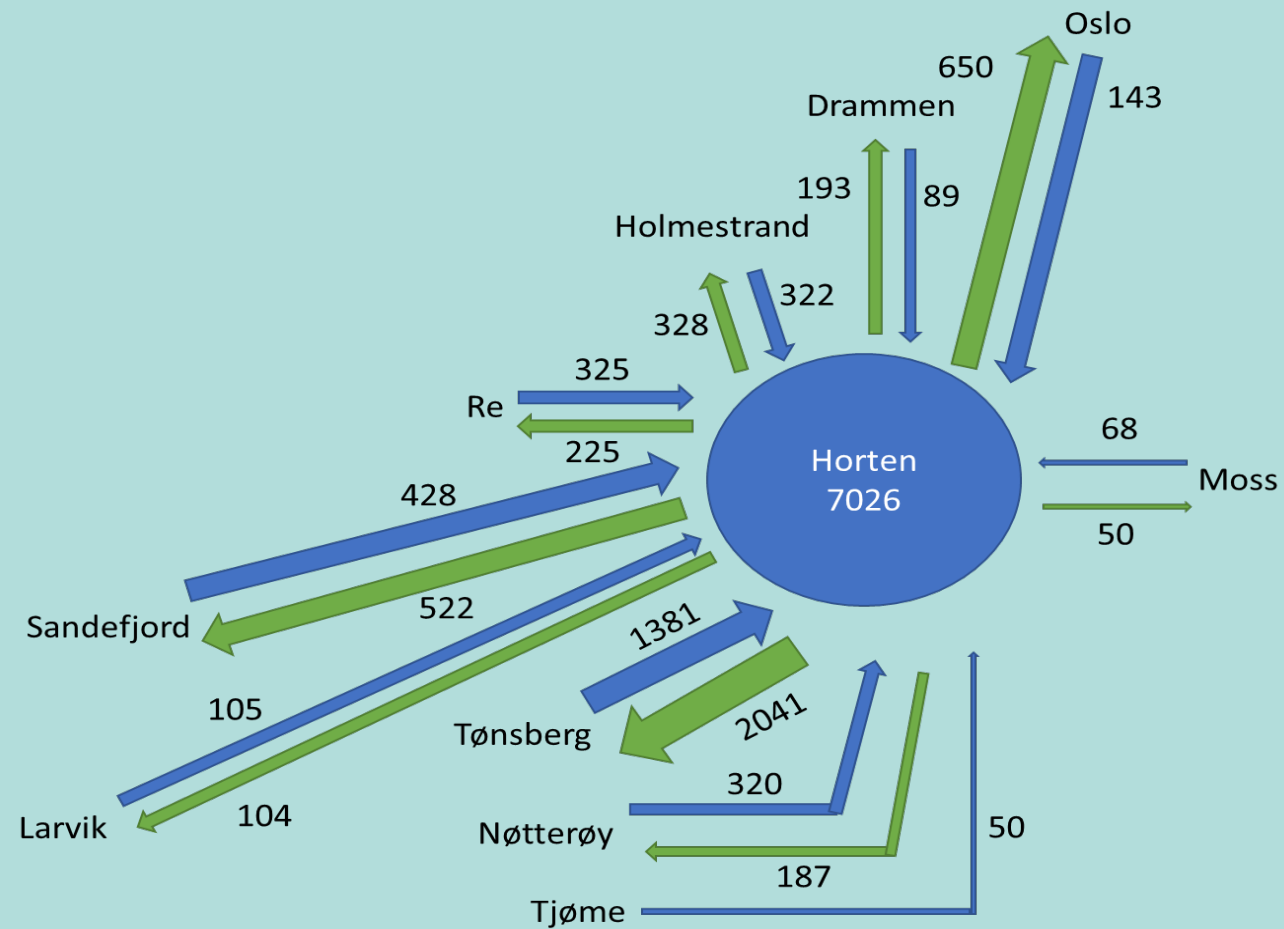 Oslo
650
143
Drammen
193
89
Holmestrand
322
328
325
Re
225
Horten
7026
68
Moss
50
428
522
Sandefjord
1381
105
2041
Tønsberg
104
Larvik
320
Nøtterøy
50
187
Tjøme